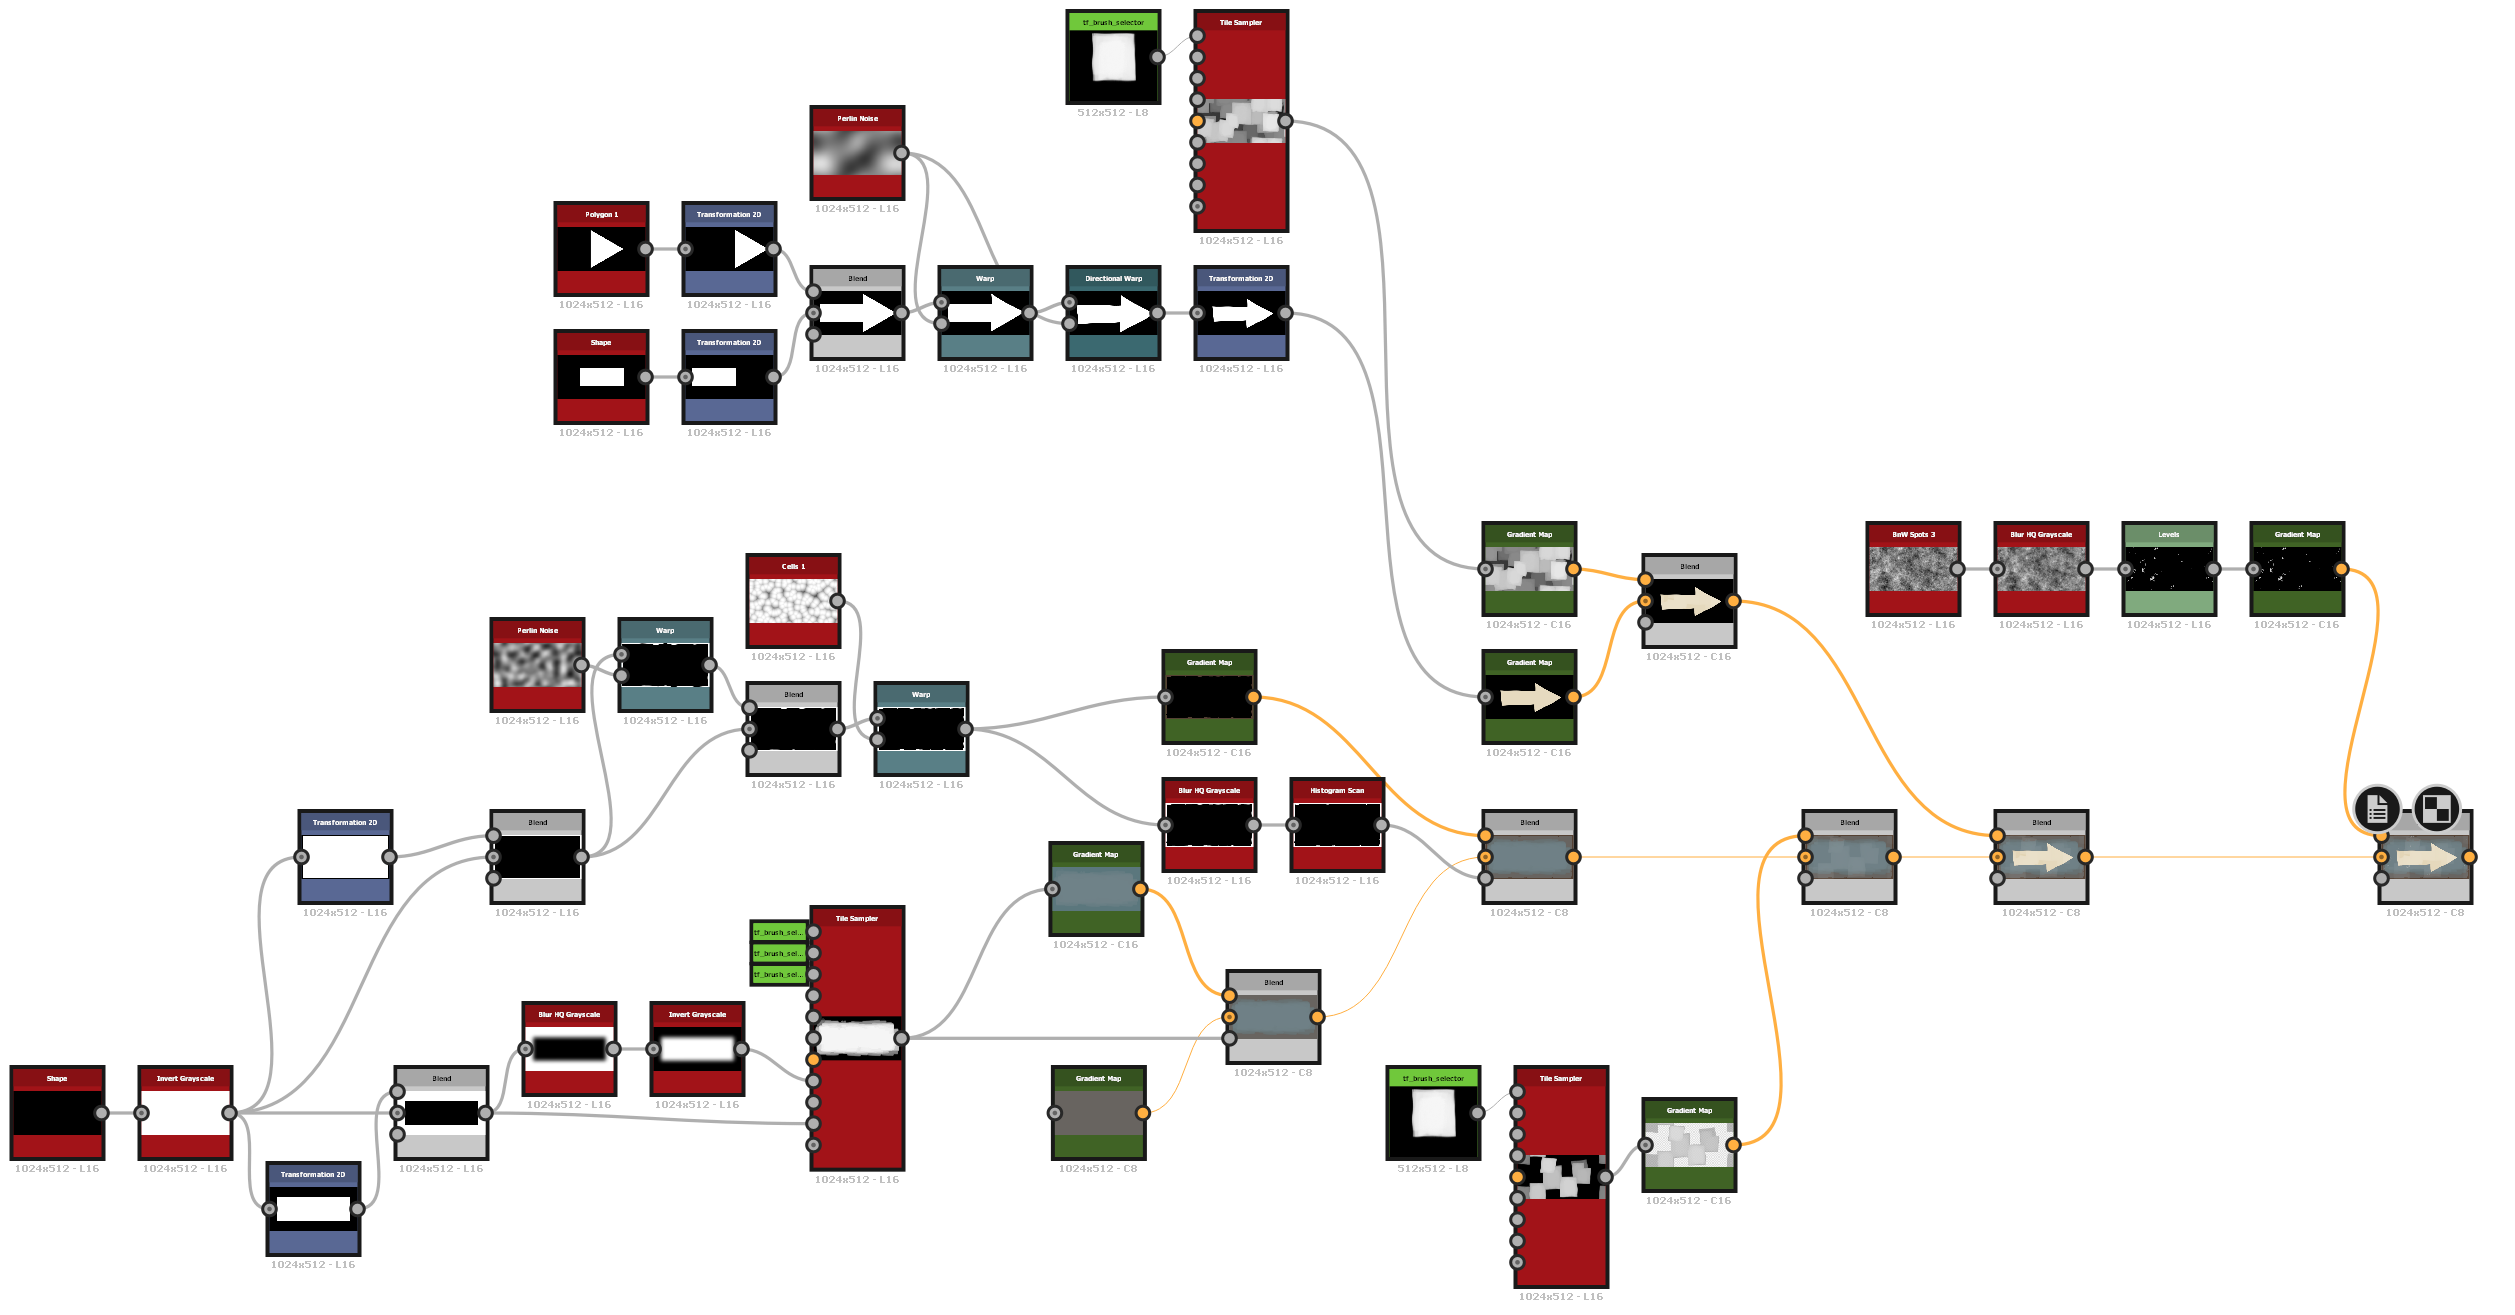 tf_brush_selector
Tile Sampler
512x512 - L8
1024x512 - L16
Perlin Noise
1024x512 - L16
Polygon 1
Transformation 2D
1024x512 - L16
1024x512 - L16
Blend
Warp
Directional Warp
Transformation 2D
1024x512 - L16
1024x512 - L16
1024x512 - L16
1024x512 - L16
Shape
Transformation 2D
1024x512 - L16
1024x512 - L16
Gradient Map
1024x512 - C16
Blend
1024x512 - C16
BnW Spots 3
Blur HQ Grayscale
Levels
Gradient Map
1024x512 - L16
1024x512 - L16
1024x512 - L16
1024x512 - C16
Cells 1
1024x512 - L16
Perlin Noise
Warp
1024x512 - L16
1024x512 - L16
Blend
Warp
1024x512 - L16
1024x512 - L16
Gradient Map
1024x512 - C16
Gradient Map
1024x512 - C16
Blur HQ Grayscale
Histogram Scan
1024x512 - L16
1024x512 - L16
Transformation 2D
Blend
1024x512 - L16
1024x512 - L16
Gradient Map
1024x512 - C16
Blend
Blend
Blend
Blend
1024x512 - C8
1024x512 - C8
1024x512 - C8
1024x512 - C8
tf_brush_sel...
tf_brush_sel...
tf_brush_sel...
Tile Sampler
1024x512 - L16
Blend
1024x512 - C8
Blur HQ Grayscale
Invert Grayscale
1024x512 - L16
1024x512 - L16
Shape
Invert Grayscale
Blend
1024x512 - L16
1024x512 - L16
1024x512 - L16
Gradient Map
1024x512 - C8
tf_brush_selector
Tile Sampler
512x512 - L8
1024x512 - L16
Gradient Map
1024x512 - C16
Transformation 2D
1024x512 - L16